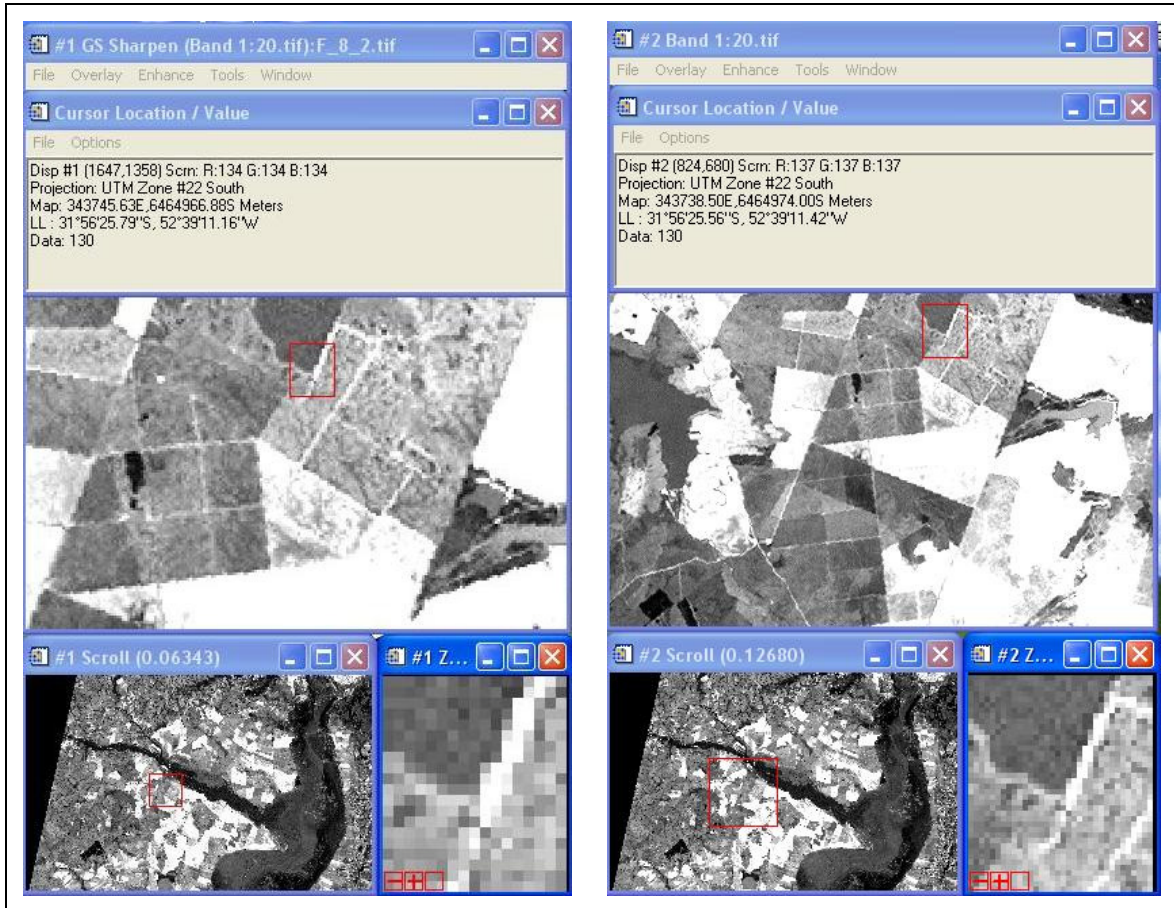 #1 GS Sharpen (Band 1:20.tif):F_8_2.tif
File Overlay Enhance Tools Window
Cursor Location / Value
File Options
Disp #1 (1647,1358) Scrn: R:134 G:134 B:134
Projection: UTM Zone #22 South
Map: 343745.63E,6464966.88S Meters
LL : 31°56'25.79"S, 52°39'11.16"W
Data: 130
#1 Scroll (0.06343)
#1 Z...
#2 Band 1:20.tif
File Overlay Enhance Tools Window
Cursor Location / Value
File Options
Disp #2 (824,680) Scrn: R:137 G:137 B:137
Projection: UTM Zone #22 South
Map: 343738.50E,6464974.00S Meters
LL : 31°56'25.56"S, 52°39'11.42"W
Data: 130
#2 Scroll (0.12680)
#2 Z...